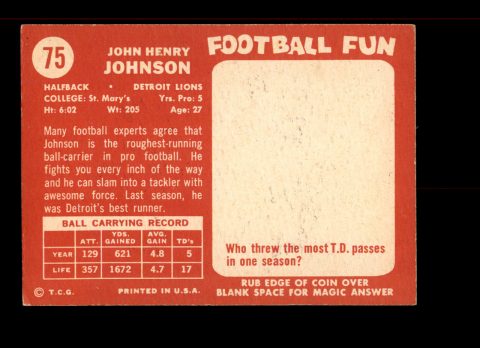 75
JOHN HENRY
JOHNSON
HALFBACK • DETROIT LIONS
COLLEGE: St. Mary's Yrs. Pro: 5
Ht: 6:02 Wt: 205 Age: 27
Many football experts agree that
Johnson is the roughest-running
ball-carrier in pro football. He
fights you every inch of the way
and he can slam into a tackler with
awesome force. Last season, he
was Detroit's best runner.
BALL CARRYING RECORD
ATT. YDS. GAINED AVG. GAIN TD's
YEAR 129 621 4.8 5
LIFE 357 1672 4.7 17
© T.C.G. PRINTED IN U.S.A.
FOOTBALL FUN
Who threw the most T.D. passes
in one season?
RUB EDGE OF COIN OVER
BLANK SPACE FOR MAGIC ANSWER